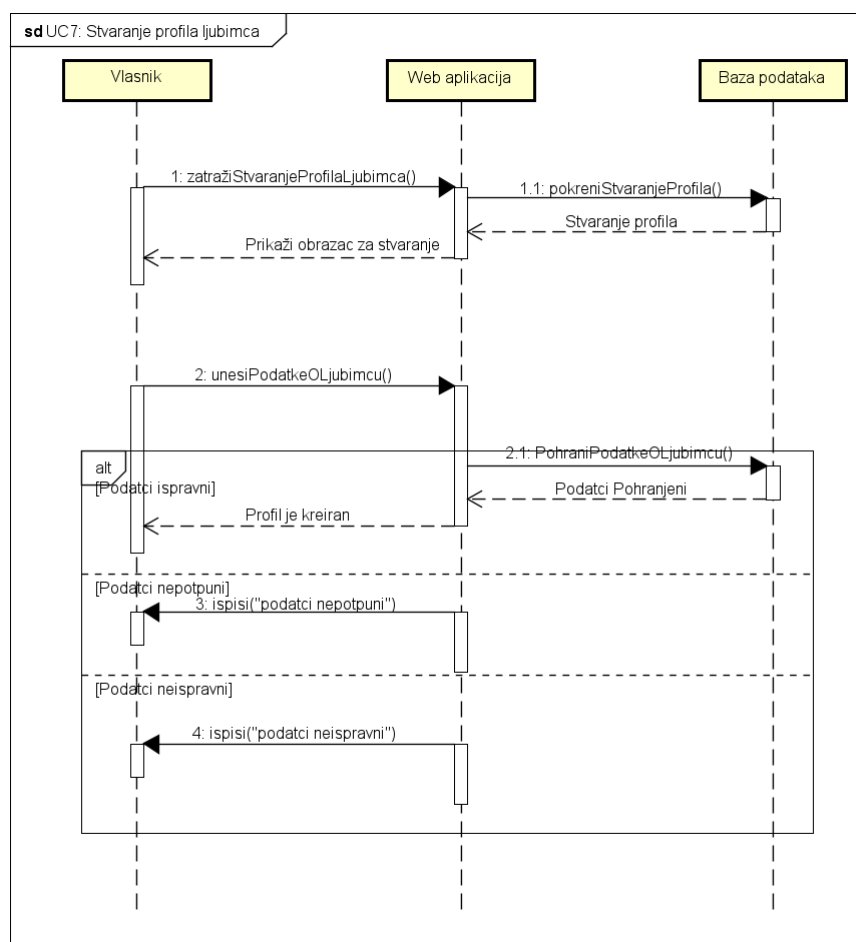 sd UC7: Stvaranje profila ljubimca
Vlasnik
Web aplikacija
Baza podataka
1: zatražiStvaranjeProfilaLjubimca()
1.1: pokreniStvaranjeProfila()
Stvaranje profila
Prikaži obrazac za stvaranje
2: unesiPodatkeOLjubimcu()
2.1: PohraniPodatkeOLjubimcu()
alt
[Podatci ispravni]
Podatci Pohranjeni
Profil je kreiran
[Podatci nepotpuni]
3: ispisi("podatci nepotpuni")
[Podatci neispravni]
4: ispisi("podatci neispravni")